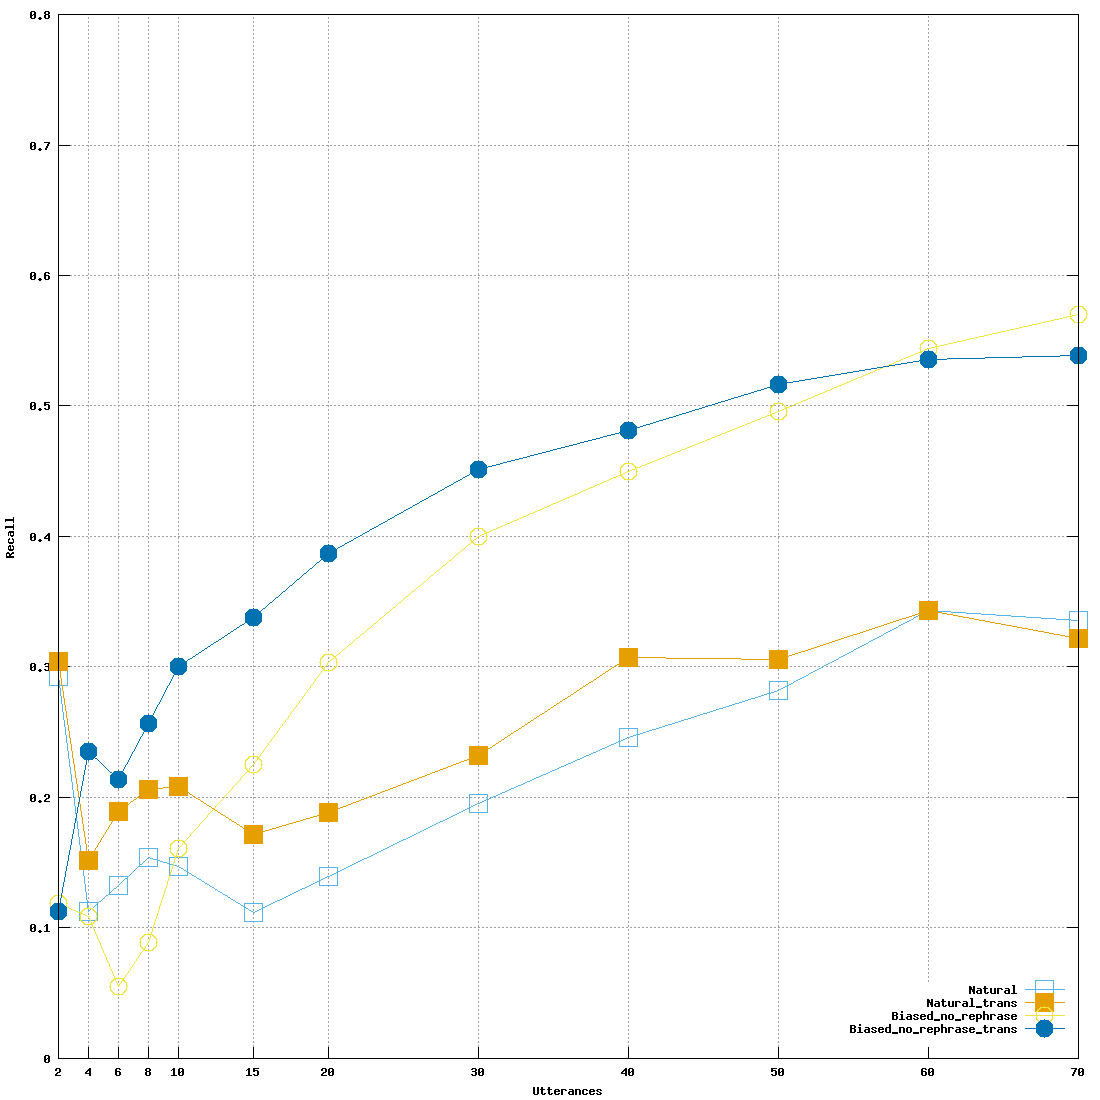 0.8
0.7
0.6
0.5
0.4
0.3
0.2
0.1
0
Recall
2 4 6 8 10 15 20 30 40 50 60 70
Utterances
Natural
Natural_trans
Biased_no_rephrase
Biased_no_rephrase_trans